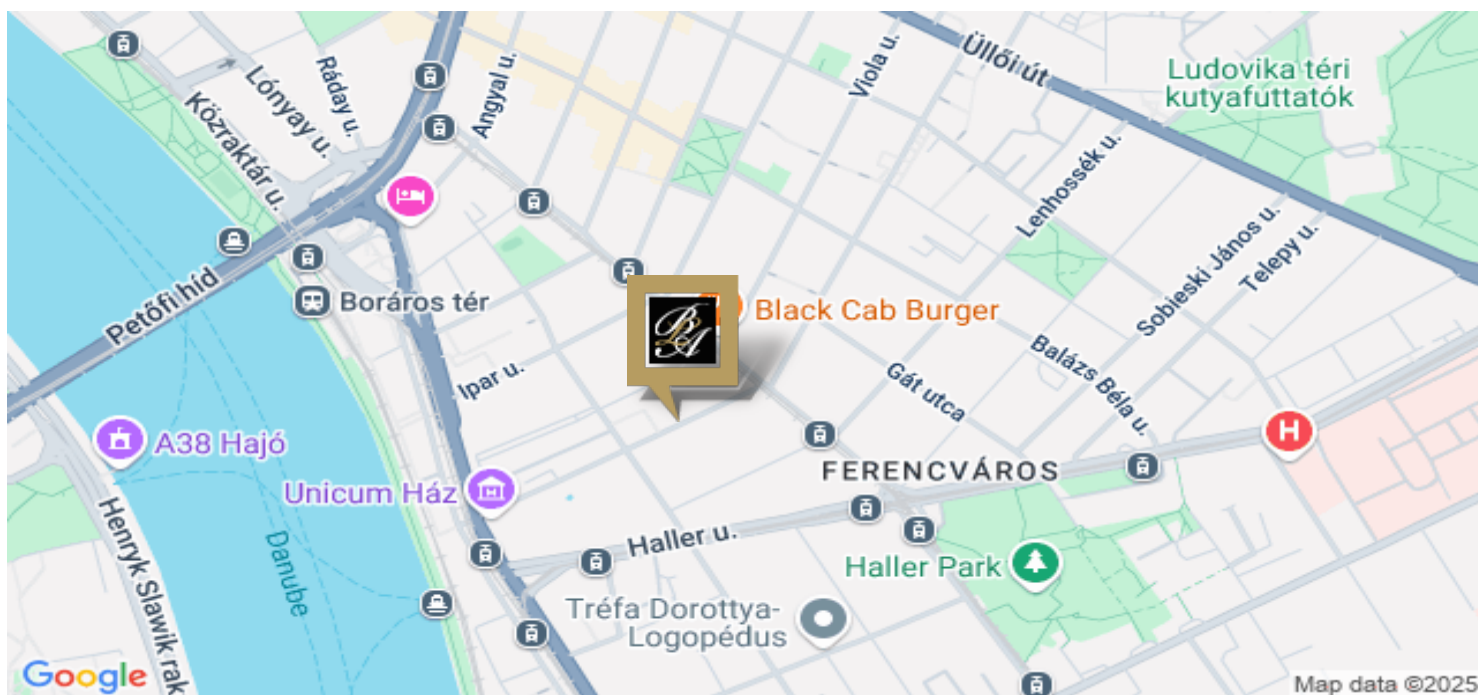 Üllői út
Viola u.
Angyal u.
Ráday u.
Lónyay u.
Közraktár u.
Ludovika téri
kutyafuttatók
Lenhossék u.
Sobieski János u.
Telepy u.
Petőfi híd
Boráros tér
Black Cab Burger
BLA
Ipar u.
Gát utca
Balázs Béla u.
A38 Hajó
H
Unicum Ház
FERENCVÁROS
Haller u.
Henryk Slawik rak
Danube
Haller Park
Tréfa Dorottya-
Logopédus
Google
Map data ©2025